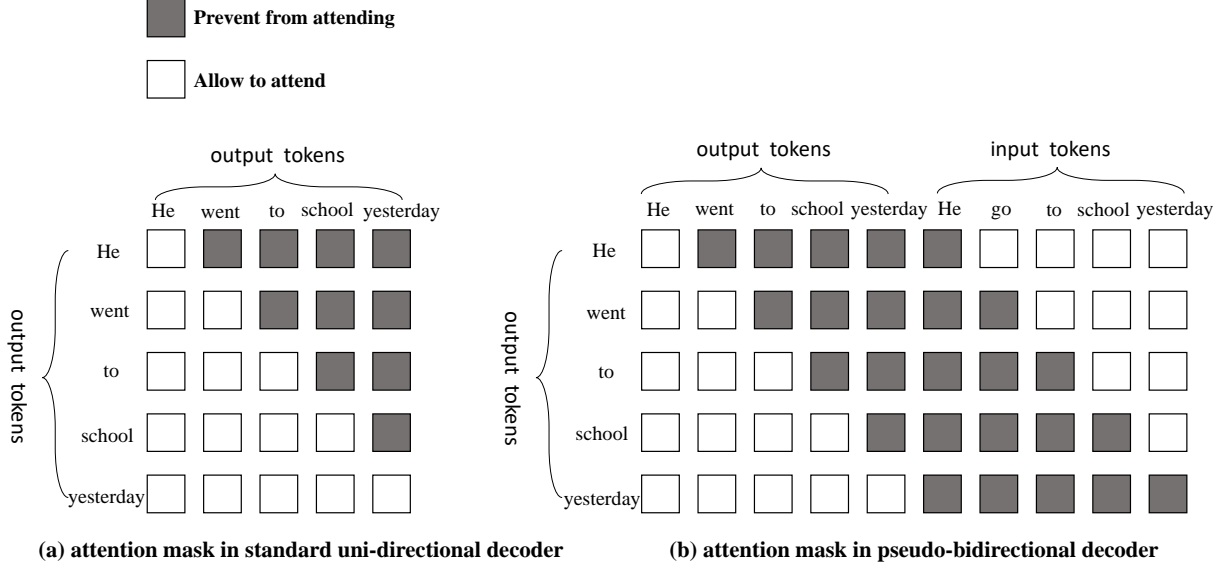 Prevent from attending
Allow to attend
output tokens
He went to school yesterday
output tokens
He
went
to
school
yesterday
(a) attention mask in standard uni-directional decoder
output tokens input tokens
He went to school yesterday He go to school yesterday
output tokens
He
went
to
school
yesterday
(b) attention mask in pseudo-bidirectional decoder